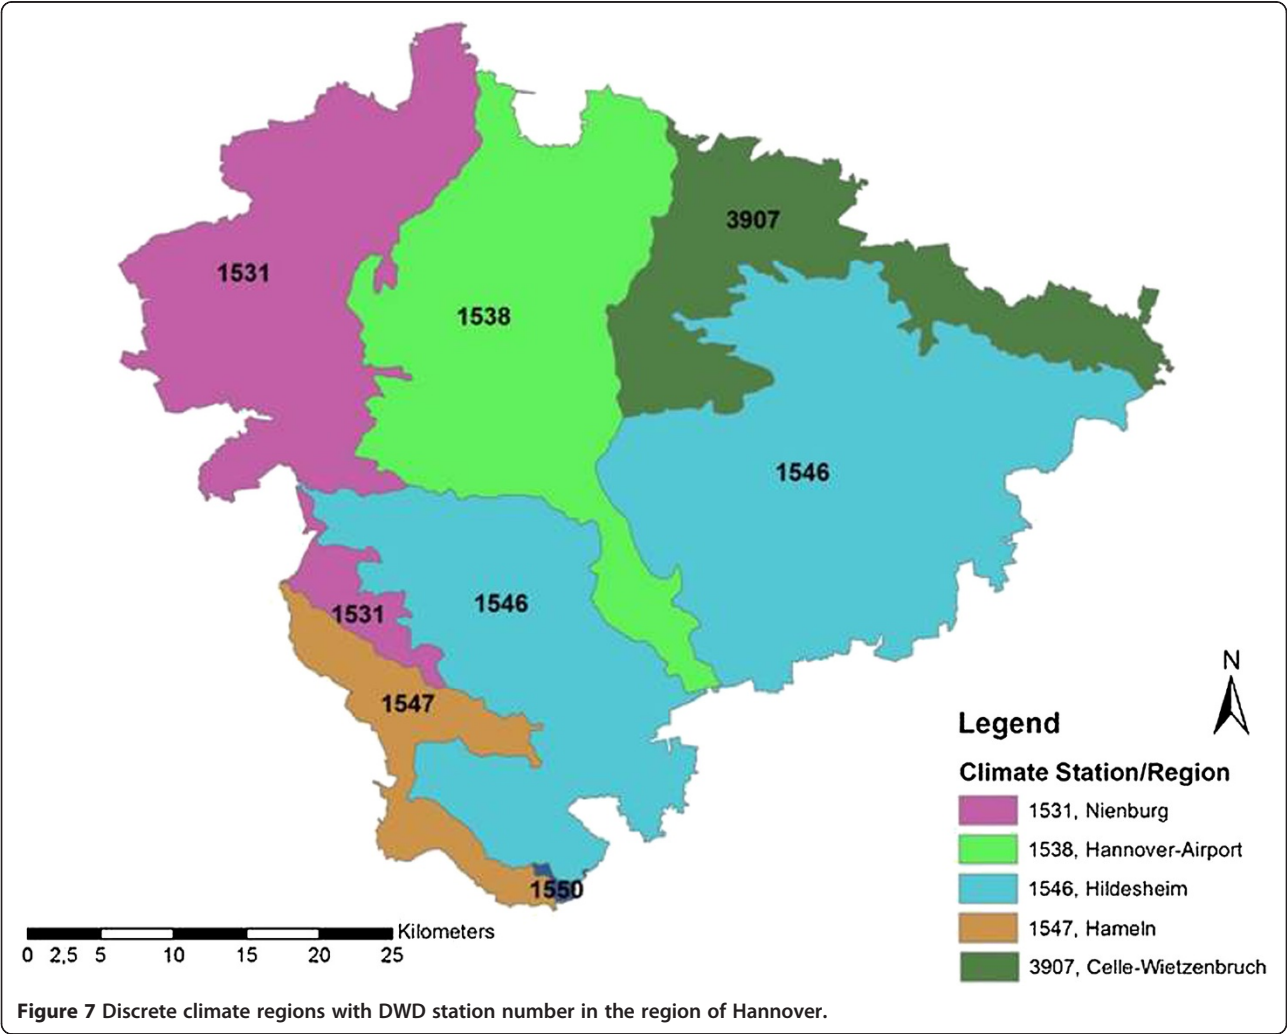 3907
1531
1538
1546
1546
1531
1547
1550
N
Legend
Climate Station/Region
1531, Nienburg
1538, Hannover-Airport
1546, Hildesheim
1547, Hameln
3907, Celle-Wietzenbruch
Kilometers
0 2,5 5 10 15 20 25
Figure 7 Discrete climate regions with DWD station number in the region of Hannover.